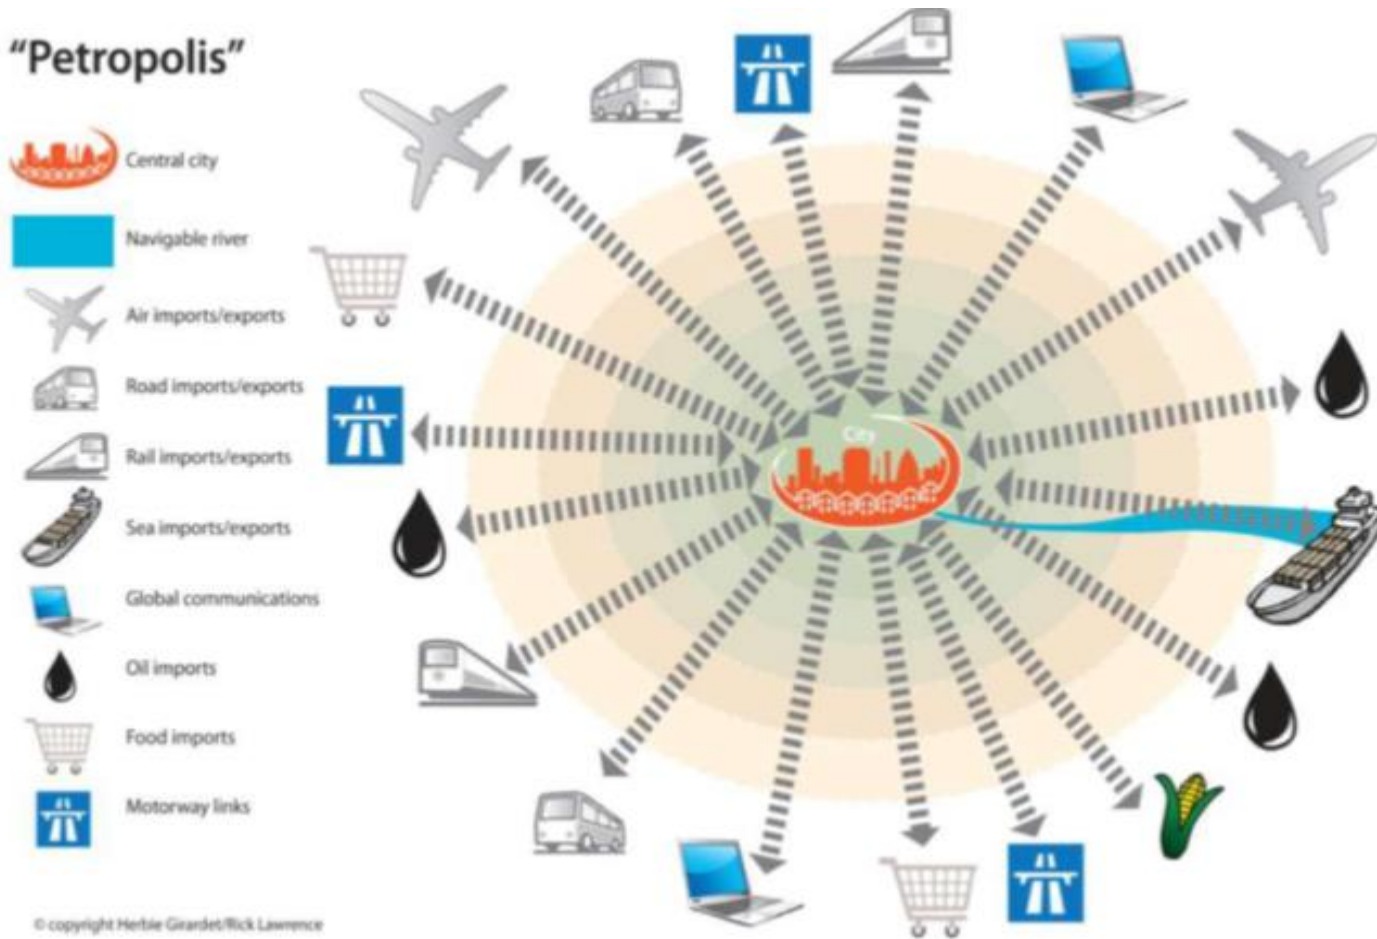 “Petropolis”
Central city
Navigable river
Air imports/exports
Road imports/exports
Rail imports/exports
Sea imports/exports
Global communications
Oil imports
Food imports
Motorway links
City
© copyright Herbie Girardet/Rick Lawrence